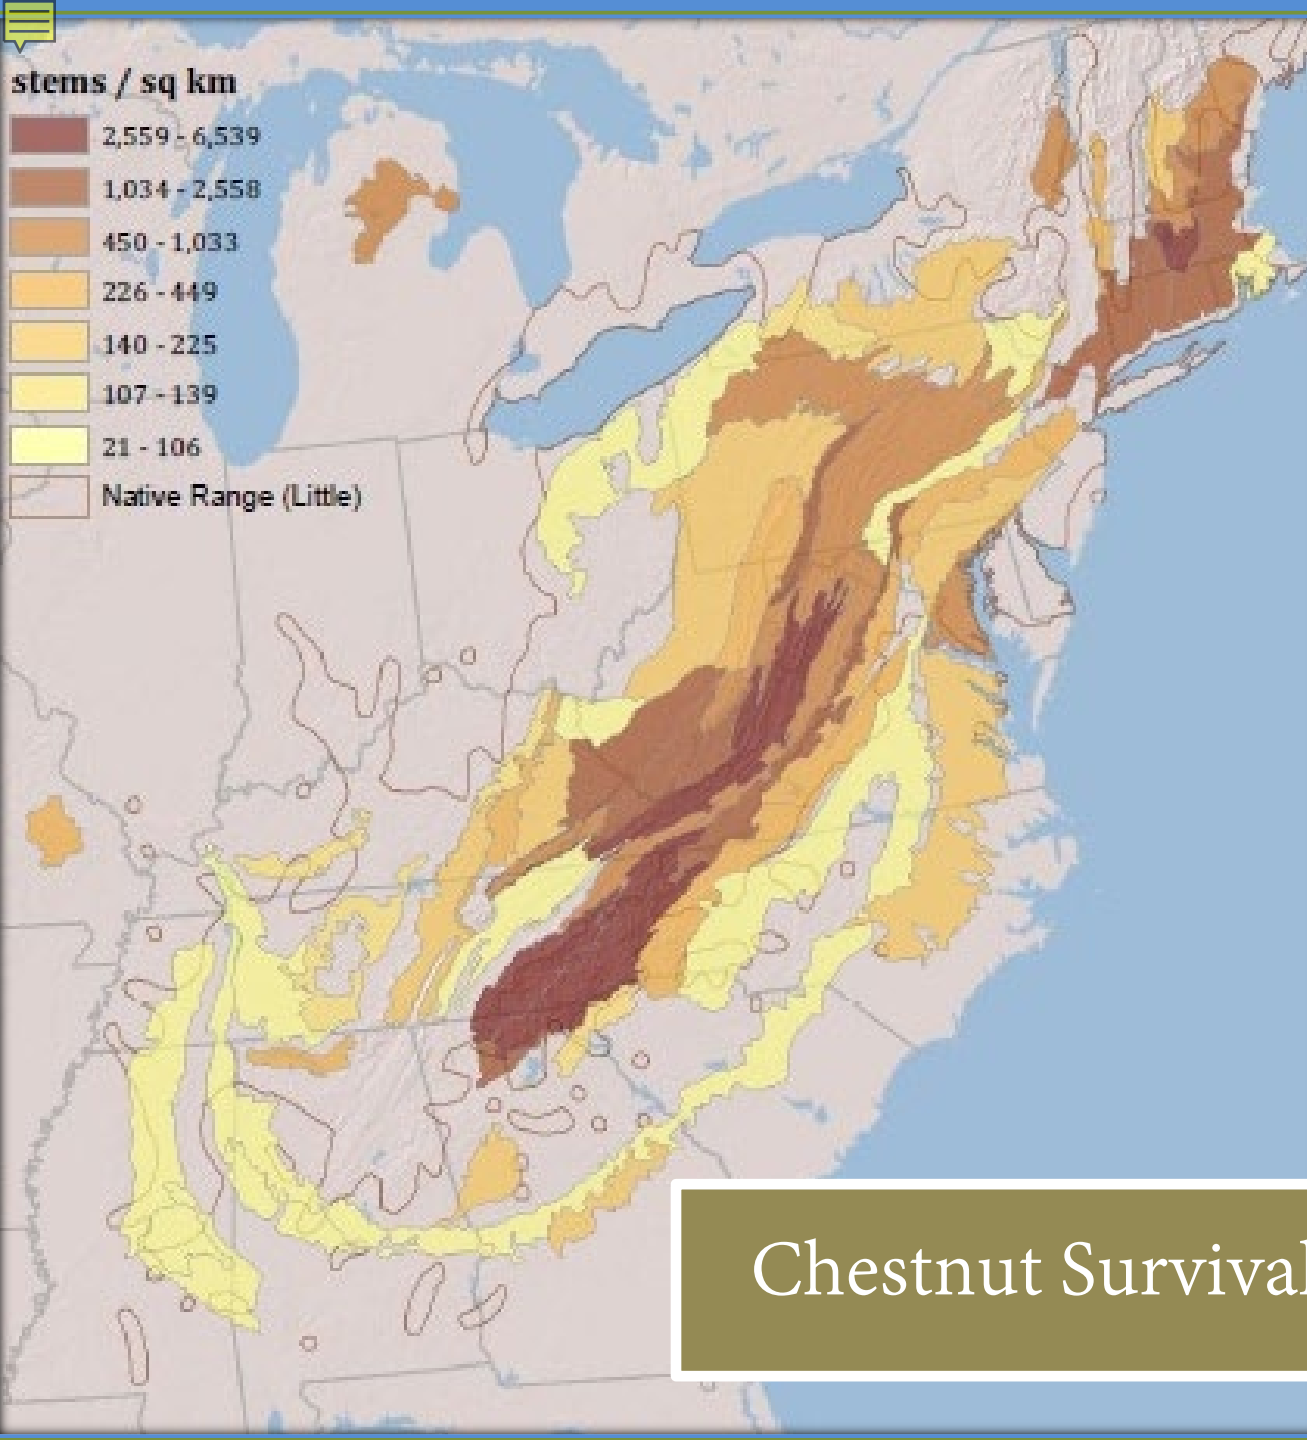 stems / sq km
2,559 - 6,539
1,034 - 2,558
450 - 1,033
226 - 449
140 - 225
107 - 139
21 - 106
Native Range (Little)
Chestnut Survival